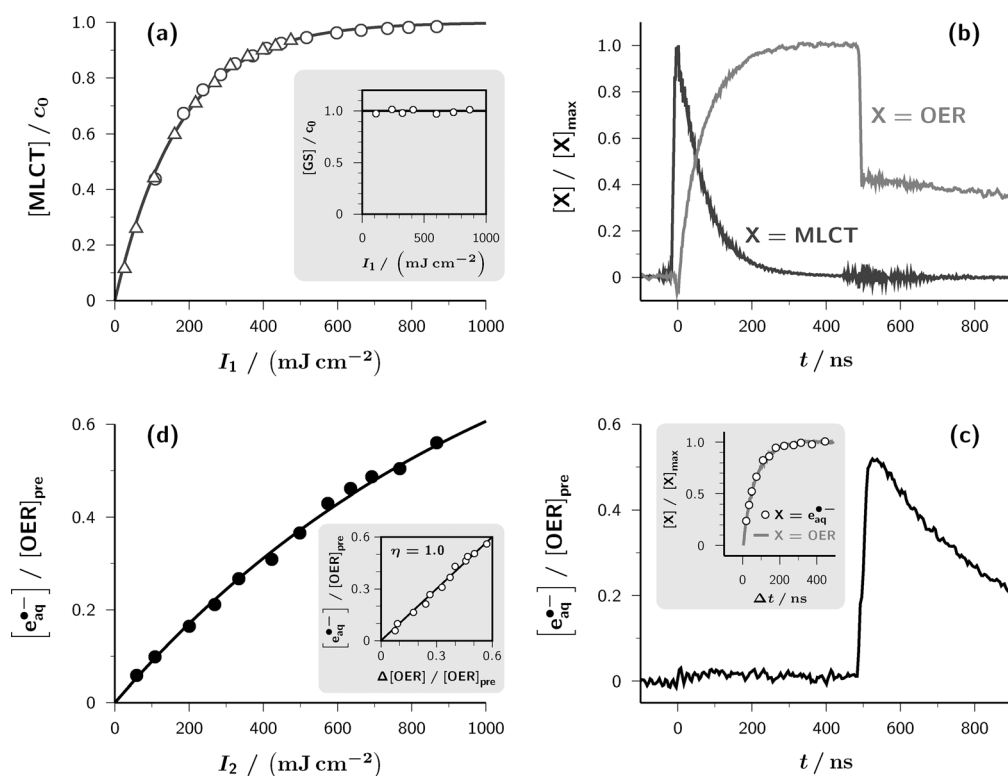 (a)
[MLCT] / c₀
1.0
0.8
0.6
0.4
0.2
0
0 200 400 600 800 1000
I₁ / (mJ cm⁻²)
[GS] / c₀
1.0
0.5
0
0 500 1000
I₁ / (mJ cm⁻²)
(b)
[X] / [X]max
1.0
0.8
0.6
0.4
0.2
0
X = OER
X = MLCT
0 200 400 600 800
t / ns
(d)
[e•−aq] / [OER]pre
0.6
0.4
0.2
0
0 200 400 600 800 1000
I₂ / (mJ cm⁻²)
[e•−aq] / [OER]pre
0.6
0.3
0
η = 1.0
0 0.3 0.6
Δ[OER] / [OER]pre
(c)
[e•−aq] / [OER]pre
0.6
0.4
0.2
0
0 200 400 600 800
t / ns
[X] / [X]max
1.0
0.5
0
X = e•−aq
X = OER
0 200 400
Δt / ns